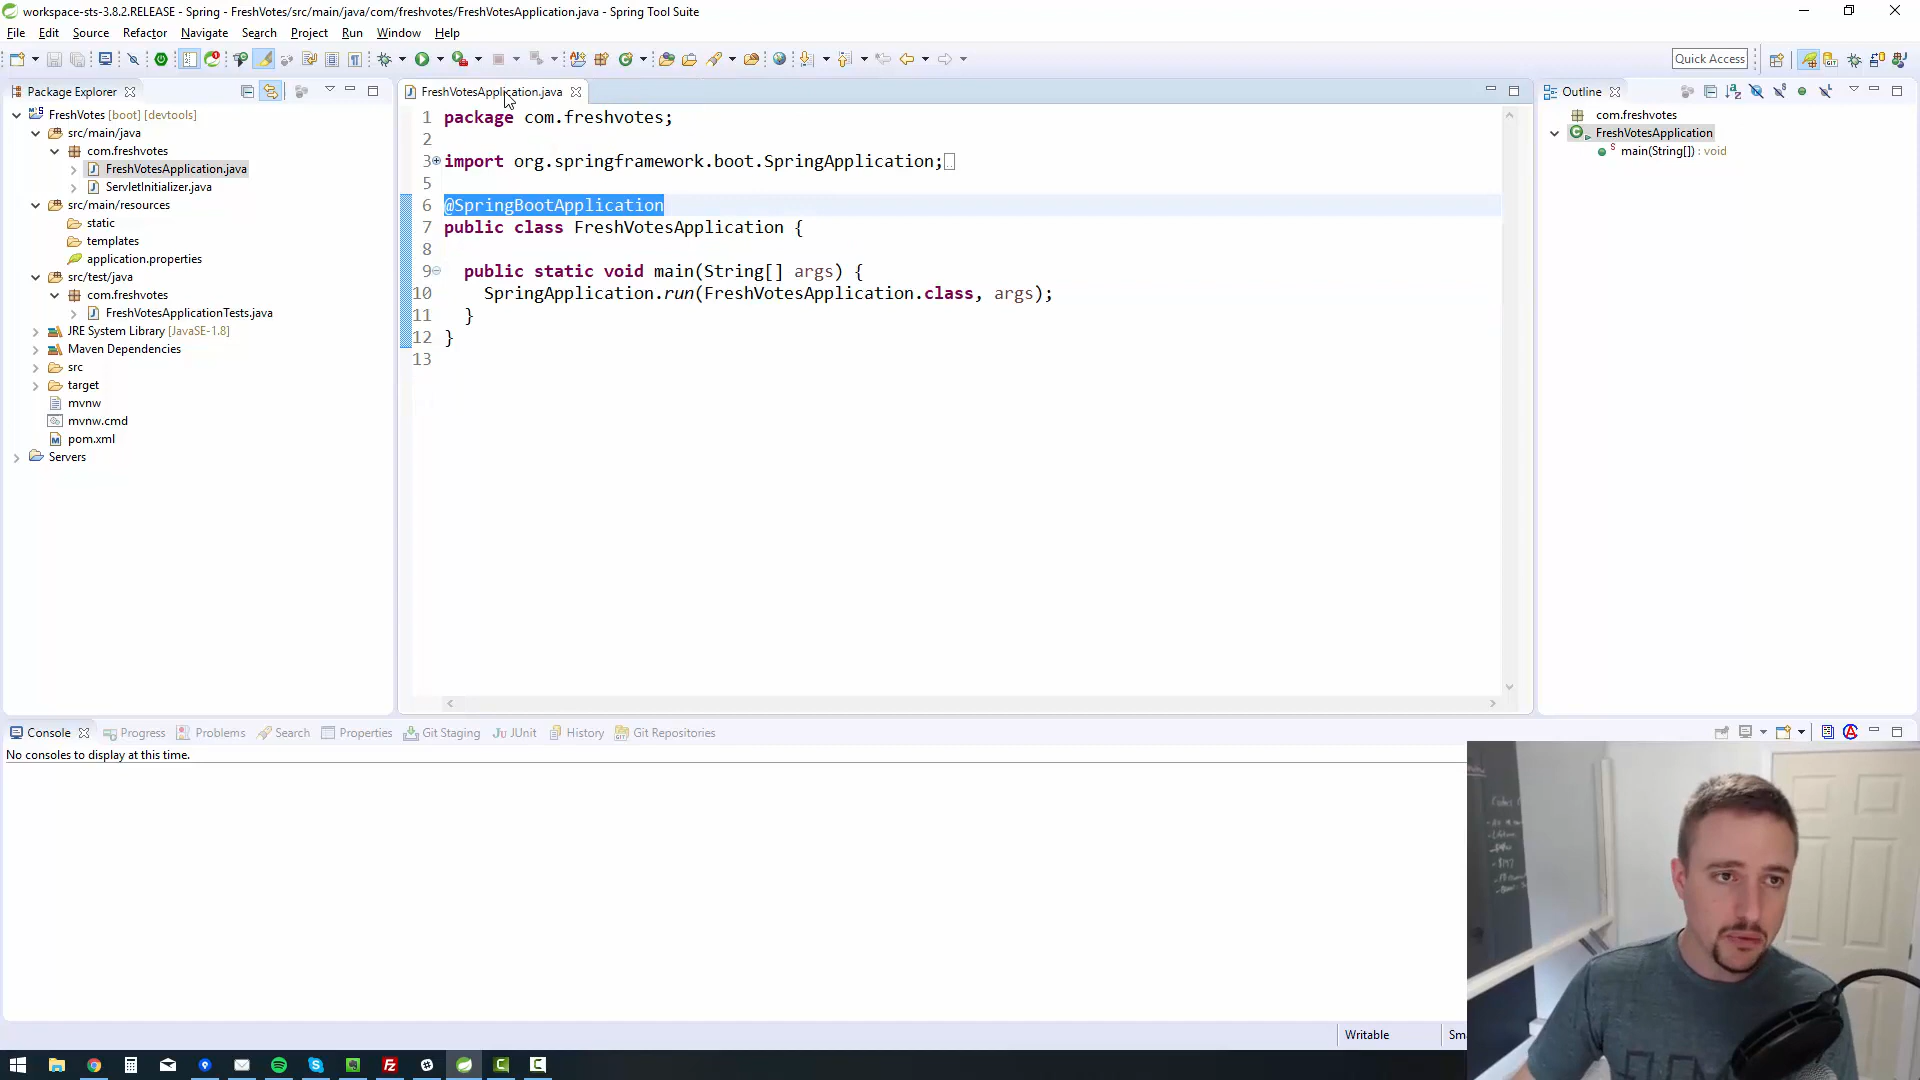 workspace-sts-3.8.2.RELEASE - Spring - FreshVotes/src/main/java/com/freshvotes/FreshVotesApplication.java - Spring Tool Suite
File Edit Source Refactor Navigate Search Project Run Window Help
Quick Access
Package Explorer
FreshVotes [boot] [devtools]
src/main/java
com.freshvotes
FreshVotesApplication.java
ServletInitializer.java
src/main/resources
static
templates
application.properties
src/test/java
com.freshvotes
FreshVotesApplicationTests.java
JRE System Library [JavaSE-1.8]
Maven Dependencies
src
target
mvnw
mvnw.cmd
pom.xml
Servers
FreshVotesApplication.java
1 package com.freshvotes;
2
3 import org.springframework.boot.SpringApplication;
5
6 @SpringBootApplication
7 public class FreshVotesApplication {
8
9 public static void main(String[] args) {
10 SpringApplication.run(FreshVotesApplication.class, args);
11 }
12 }
13
Outline
com.freshvotes
FreshVotesApplication
main(String[]) : void
Console Progress Problems Search Properties Git Staging JUnit History Git Repositories
No consoles to display at this time.
Writable Sma